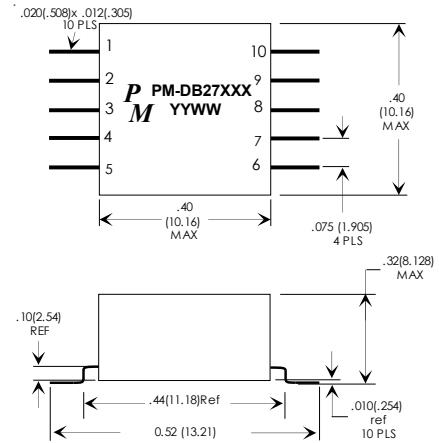 .020(.508)x .012(.305)
10 PLS
1
2
3
4
5
10
9
8
7
6
P
M
PM-DB27XXX
YYWW
.40
(10.16)
MAX
.40
(10.16)
MAX
.075 (1.905)
4 PLS
.32(8.128)
MAX
.10(2.54)
REF
.44(11.18)Ref
0.52 (13.21)
.010(.254)
ref
10 PLS